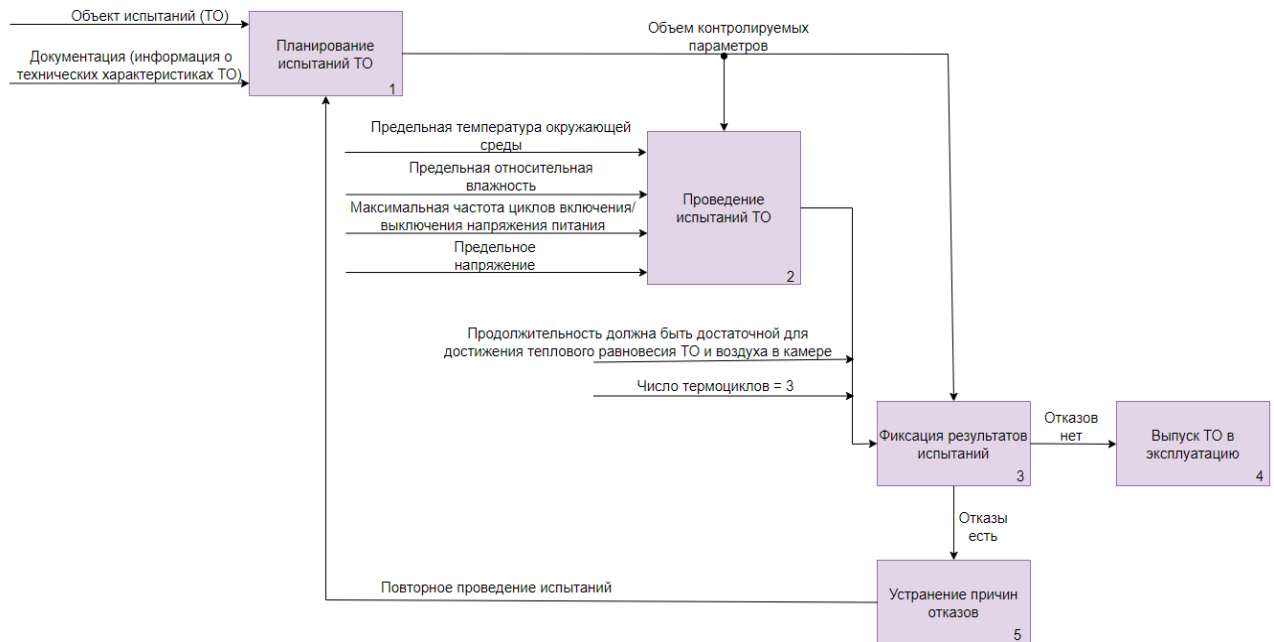 Объект испытаний (ТО)
Документация (информация о
технических характеристиках ТО)
Планирование
испытаний ТО
1
Объем контролируемых
параметров
Предельная температура окружающей
среды
Предельная относительная
влажность
Максимальная частота циклов включения/
выключения напряжения питания
Предельное
напряжение
Проведение
испытаний ТО
2
Продолжительность должна быть достаточной для
достижения теплового равновесия ТО и воздуха в камере
Число термоциклов = 3
Фиксация результатов
испытаний
3
Отказов
нет
Выпуск ТО в
эксплуатацию
4
Отказы
есть
Повторное проведение испытаний
Устранение причин
отказов
5